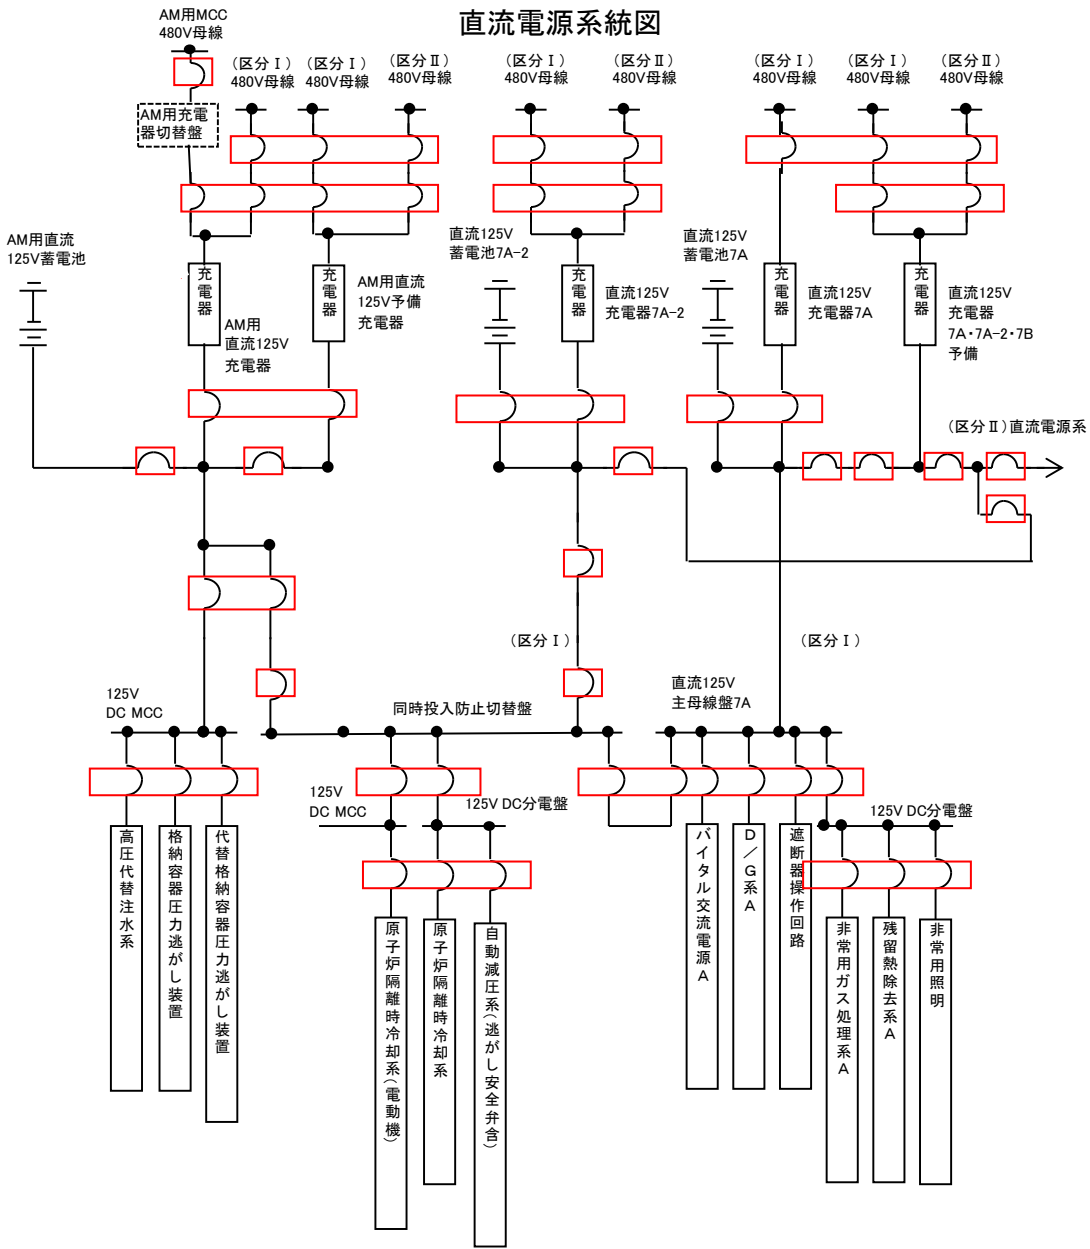 直流電源系統図
AM用MCC
480V母線
(区分Ⅰ)
480V母線
(区分Ⅰ)
480V母線
(区分Ⅱ)
480V母線
(区分Ⅰ)
480V母線
(区分Ⅱ)
480V母線
(区分Ⅰ)
480V母線
(区分Ⅰ)
480V母線
(区分Ⅱ)
480V母線
AM用充電
器切替盤
AM用直流
125V蓄電池
充電器
AM用
直流125V
充電器
充電器
AM用直流
125V予備
充電器
直流125V
蓄電池7A-2
充電器
直流125V
充電器7A-2
直流125V
蓄電池7A
充電器
直流125V
充電器7A
充電器
直流125V
充電器
7A・7A-2・7B
予備
(区分Ⅱ)直流電源系
(区分Ⅰ)
(区分Ⅰ)
125V
DC MCC
同時投入防止切替盤
直流125V
主母線盤7A
125V
DC MCC
125V DC分電盤
125V DC分電盤
高圧代替注水系
格納容器圧力逃がし装置
代替格納容器圧力逃がし装置
原子炉隔離時冷却系(電動機)
原子炉隔離時冷却系
自動減圧系(逃がし安全弁含)
バイタル交流電源A
D/G系A
遮断器操作回路
非常用ガス処理系A
残留熱除去系A
非常用照明